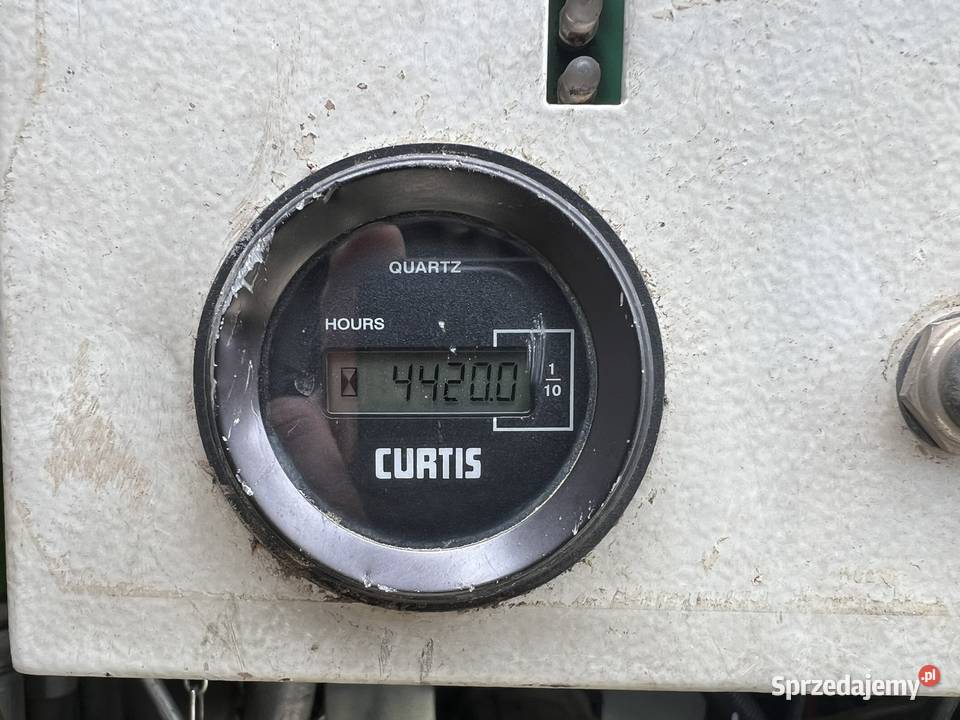 QUARTZ
HOURS
4420.0
1
10
CURTIS
Sprzedajemy.pl